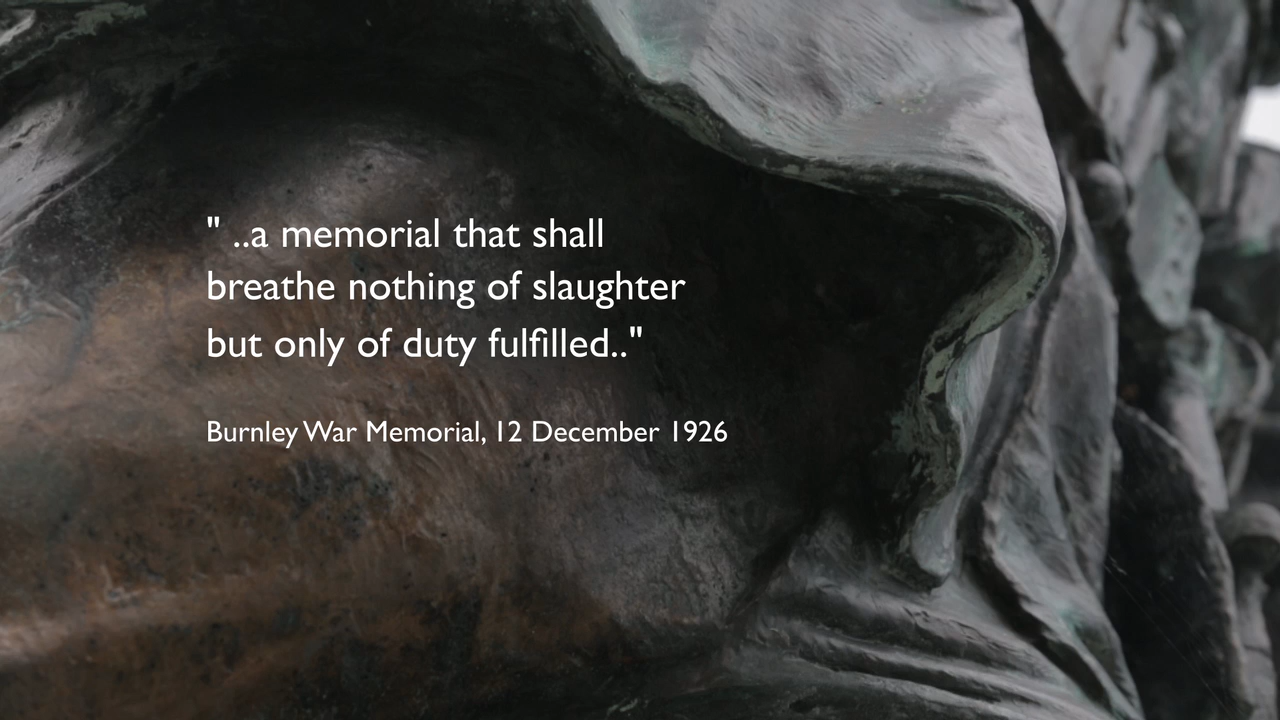 " ..a memorial that shall
breathe nothing of slaughter
but only of duty fulfilled.."
Burnley War Memorial, 12 December 1926